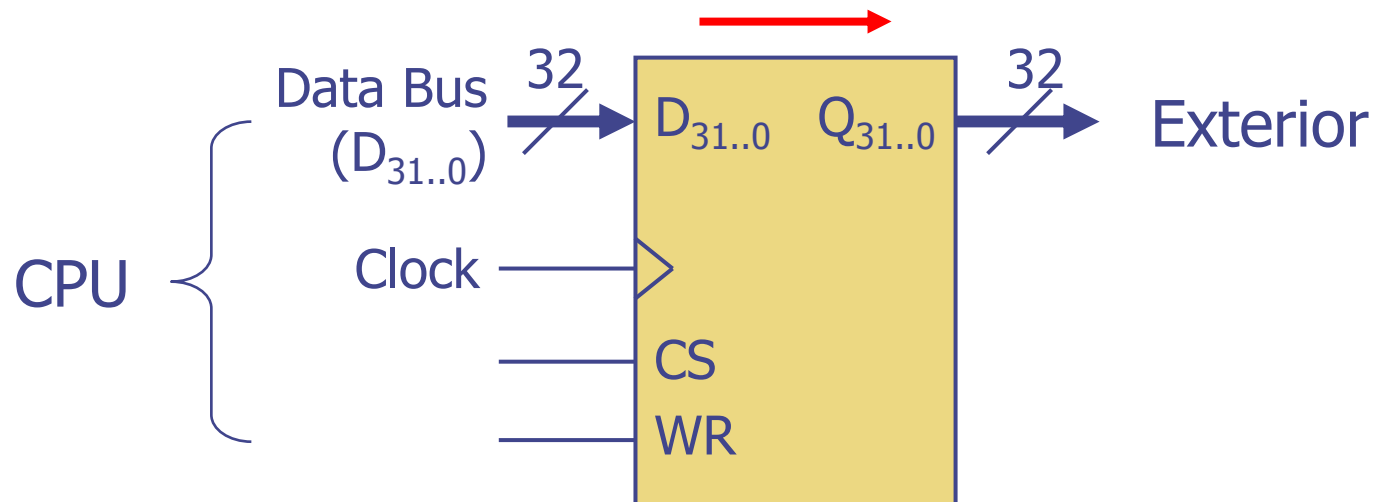 Data Bus
(D31..0)
32
D31..0
Q31..0
32
Exterior
CPU
Clock
CS
WR